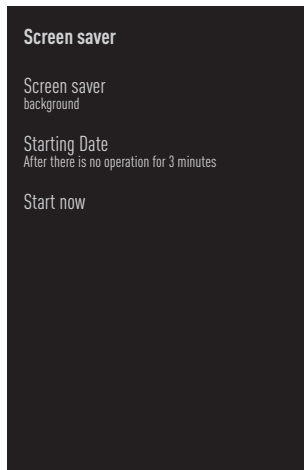 Screen saver
Screen saver
background
Starting Date
After there is no operation for 3 minutes
Start now